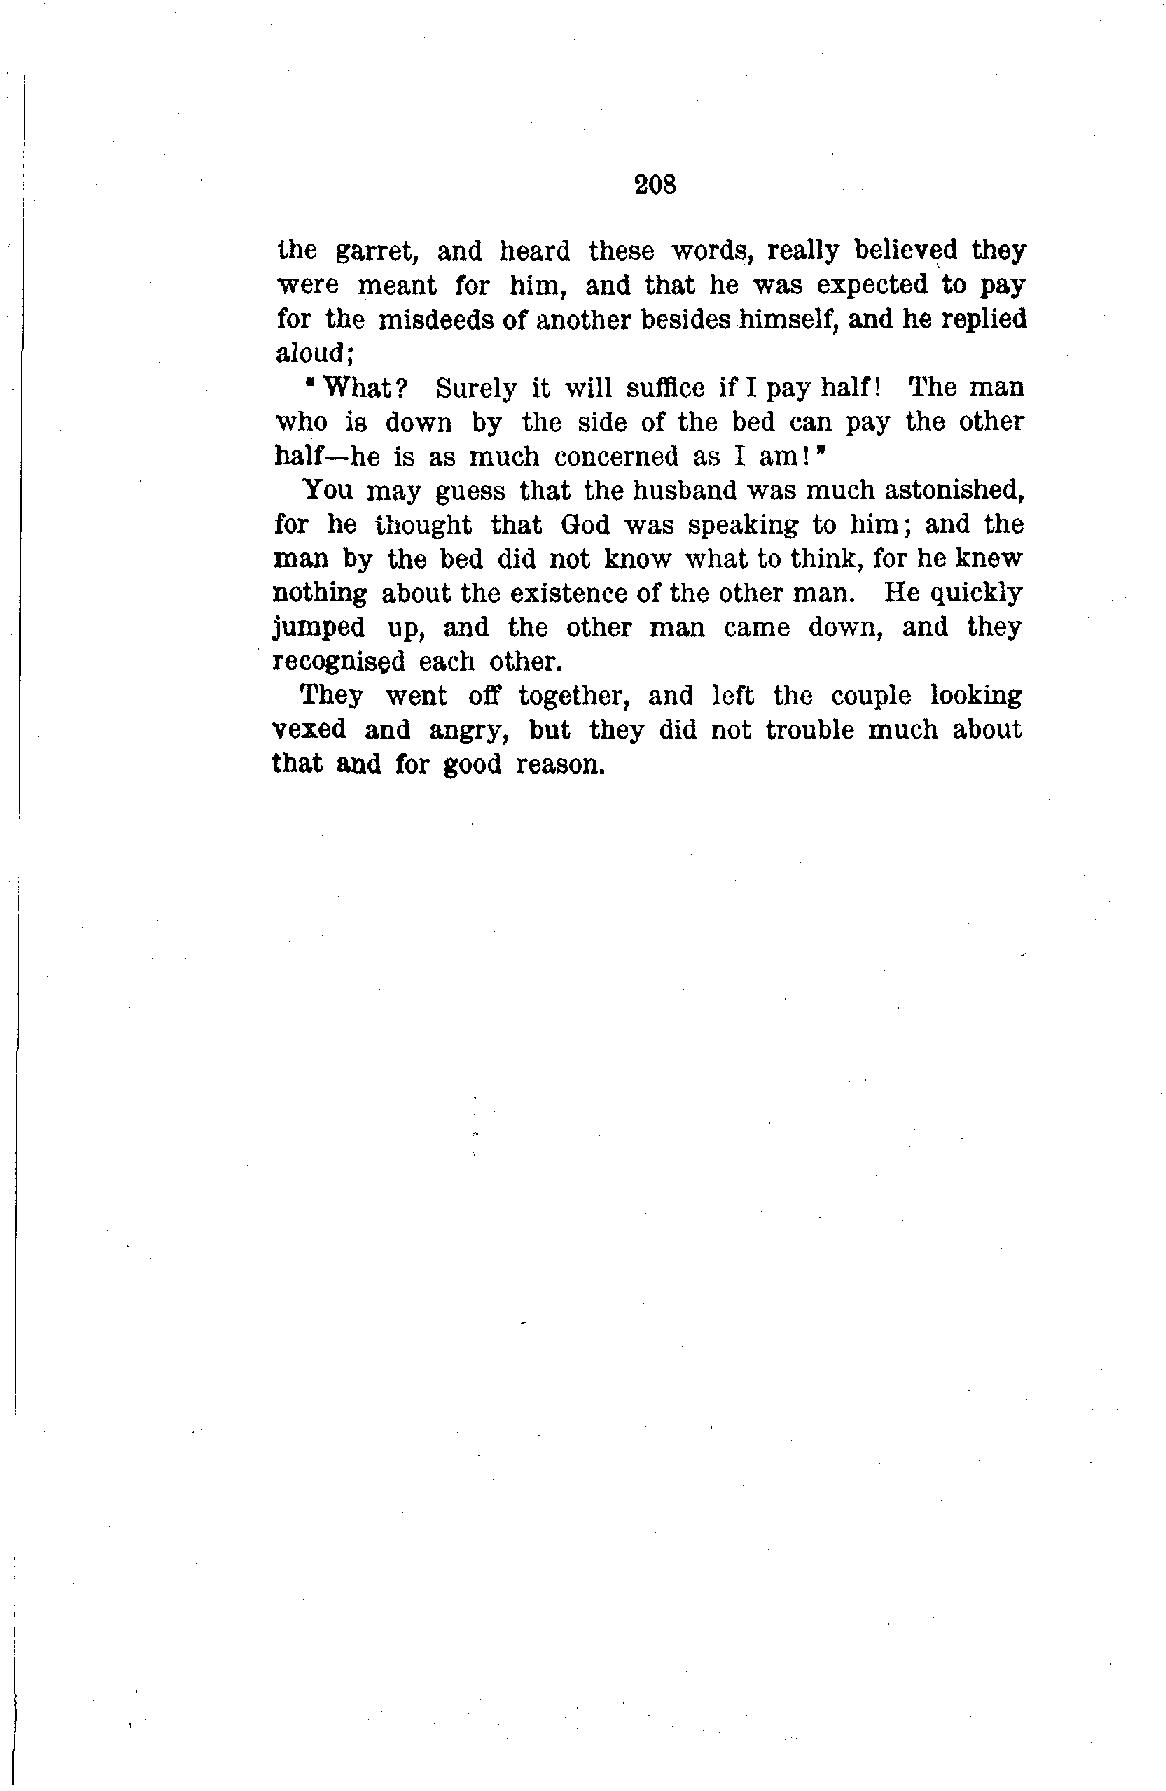 208
the garret, and heard these words, really believed they
were meant for him, and that he was expected to pay
for the misdeeds of another besides himself, and he replied
aloud;
"What? Surely it will suffice if I pay half! The man
who is down by the side of the bed can pay the other
half—he is as much concerned as I am!"
You may guess that the husband was much astonished,
for he thought that God was speaking to him; and the
man by the bed did not know what to think, for he knew
nothing about the existence of the other man. He quickly
jumped up, and the other man came down, and they
recognised each other.
They went off together, and left the couple looking
vexed and angry, but they did not trouble much about
that and for good reason.